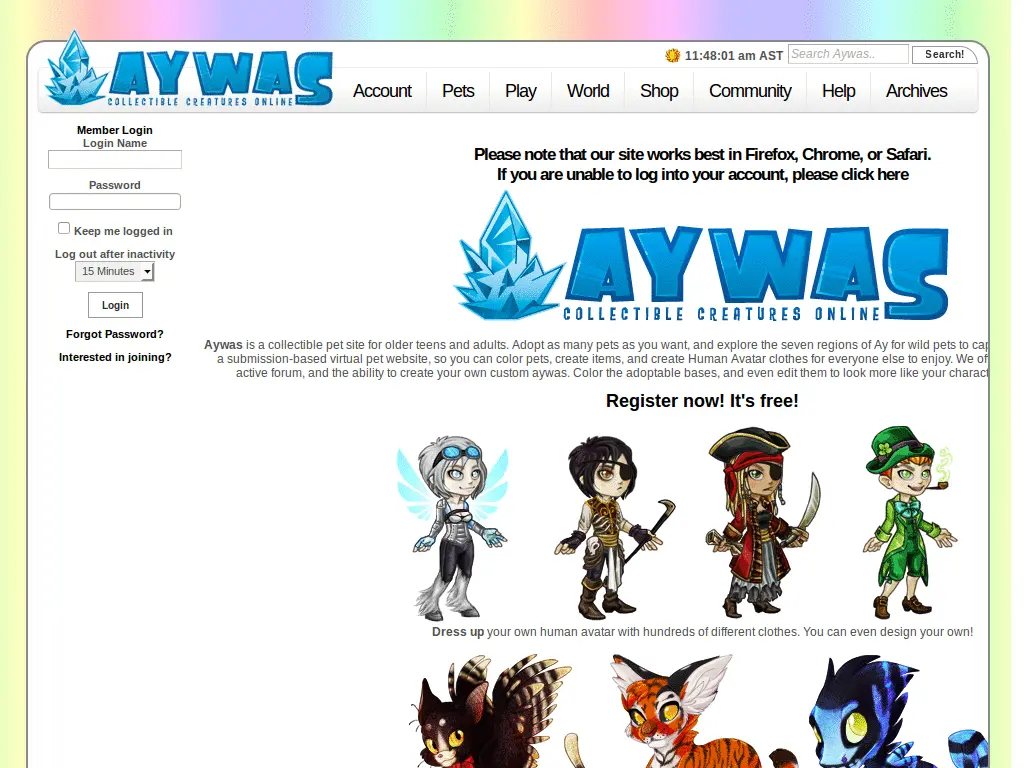 AYWAS
COLLECTIBLE CREATURES ONLINE
11:48:01 am AST
Search Aywas..
Search!
Account
Pets
Play
World
Shop
Community
Help
Archives
Member Login
Login Name
Password
Keep me logged in
Log out after inactivity
15 Minutes
Login
Forgot Password?
Interested in joining?
Please note that our site works best in Firefox, Chrome, or Safari.
If you are unable to log into your account, please click here
AYWAS
COLLECTIBLE CREATURES ONLINE
Aywas is a collectible pet site for older teens and adults. Adopt as many pets as you want, and explore the seven regions of Ay for wild pets to
a submission-based virtual pet website, so you can color pets, create items, and create Human Avatar clothes for everyone else to enjoy. We
active forum, and the ability to create your own custom aywas. Color the adoptable bases, and even edit them to look more like your
Register now! It's free!
Dress up your own human avatar with hundreds of different clothes. You can even design your own!